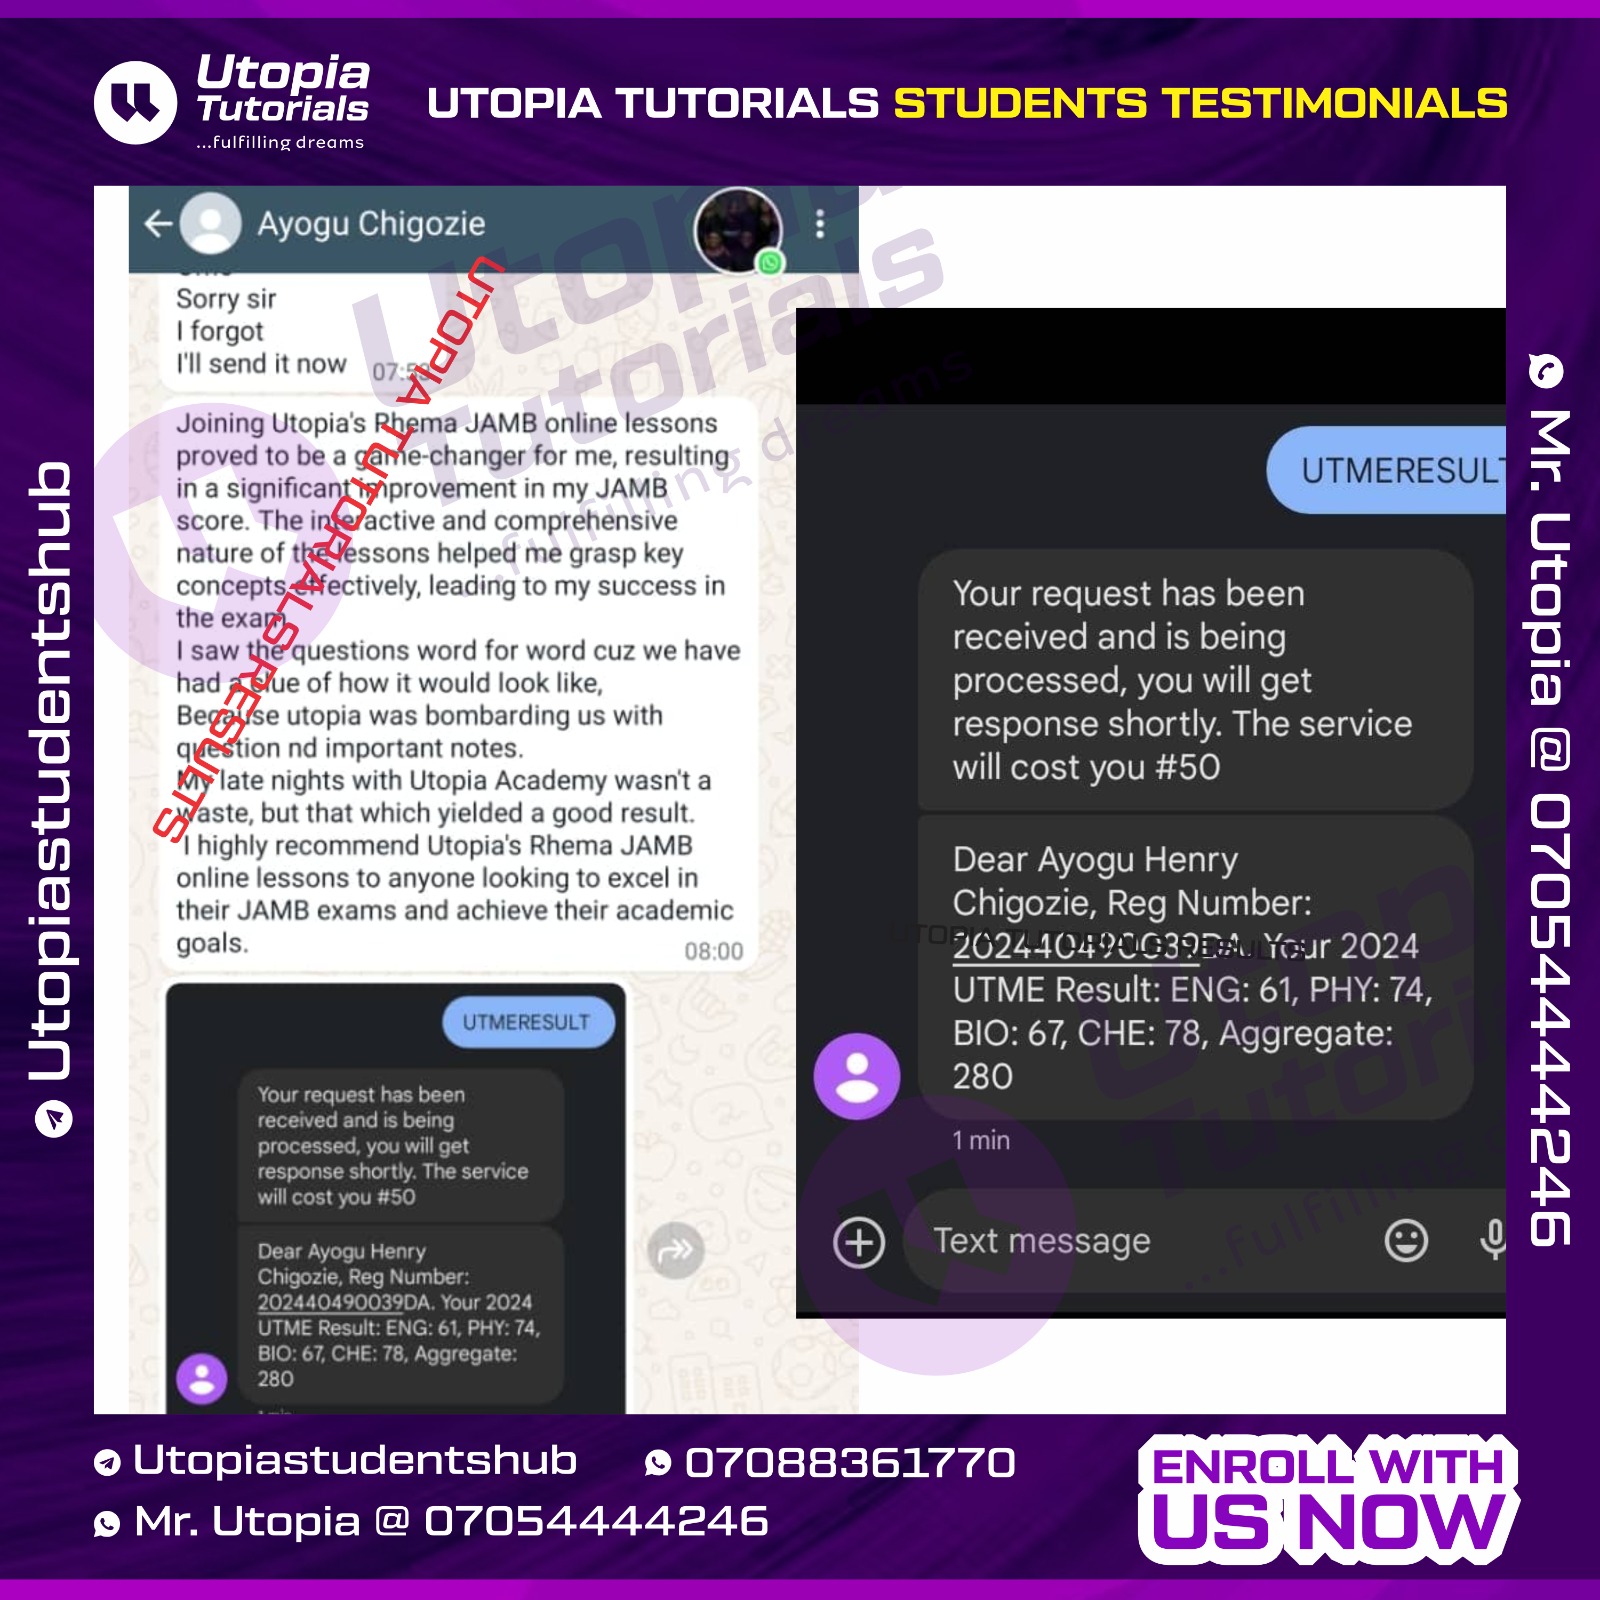 Utopia
Tutorials
...fulfilling dreams
UTOPIA TUTORIALS STUDENTS TESTIMONIALS
Ayogu Chigozie
Sorry sir
I forgot
I'll send it now
Joining Utopia's Rhema JAMB online lessons
proved to be a game-changer for me, resulting
in a significant improvement in my JAMB
score. The interactive and comprehensive
nature of the lessons helped me grasp key
concepts effectively, leading to my success in
the exam.
I saw the questions word for word cuz we have
had a clue of how it would look like,
Because utopia was bombarding us with
question nd important notes.
My late nights with Utopia Academy wasn't a
waste, but that which yielded a good result.
I highly recommend Utopia's Rhema JAMB
online lessons to anyone looking to excel in
their JAMB exams and achieve their academic
goals.
08:00
UTMERESULT
Your request has been
received and is being
processed, you will get
response shortly. The service
will cost you #50
Dear Ayogu Henry
Chigozie, Reg Number:
202440490039DA. Your 2024
UTME Result: ENG: 61, PHY: 74,
BIO: 67, CHE: 78, Aggregate:
280
UTOPIA TUTORIALS RESULTS
Utopia
Tutorials
...fulfilling dreams
UTMERESULT
Your request has been
received and is being
processed, you will get
response shortly. The service
will cost you #50
Dear Ayogu Henry
Chigozie, Reg Number:
202440490039DA. Your 2024
UTME Result: ENG: 61, PHY: 74,
BIO: 67, CHE: 78, Aggregate:
280
UTOPIA TUTORIALS RESULTS
1 min
Text message
Utopiastudentshub
Mr. Utopia @ 07054444246
Utopiastudentshub
07088361770
Mr. Utopia @ 07054444246
ENROLL WITH
US NOW